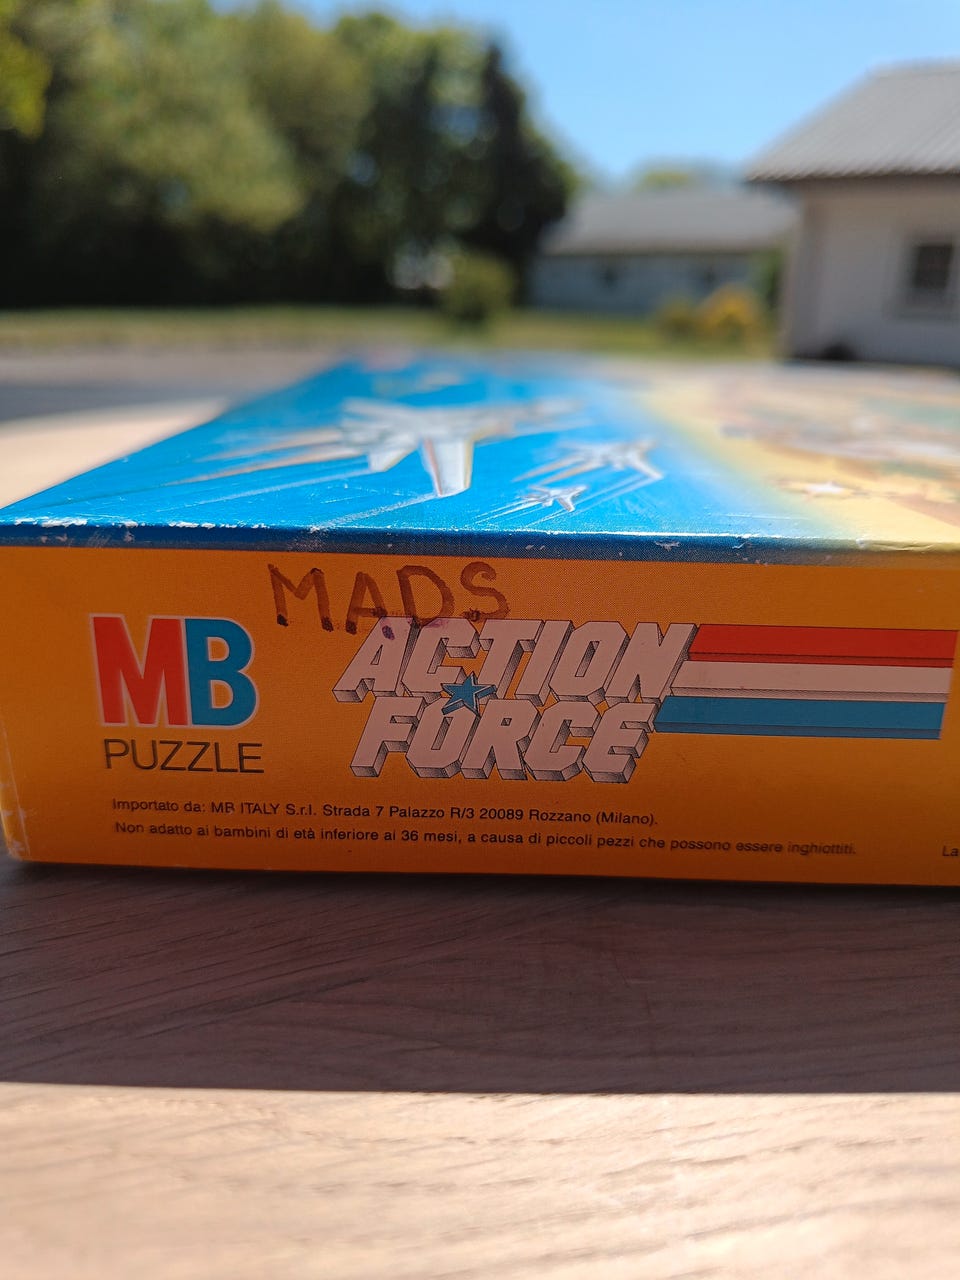 MADS
MB
PUZZLE
ACTION
FORCE
Importato da: MB ITALY S.r.l. Strada 7 Palazzo R/3 20089 Rozzano (Milano).
Non adatto ai bambini di età inferiore ai 36 mesi, a causa di piccoli pezzi che possono essere inghiottiti.
La